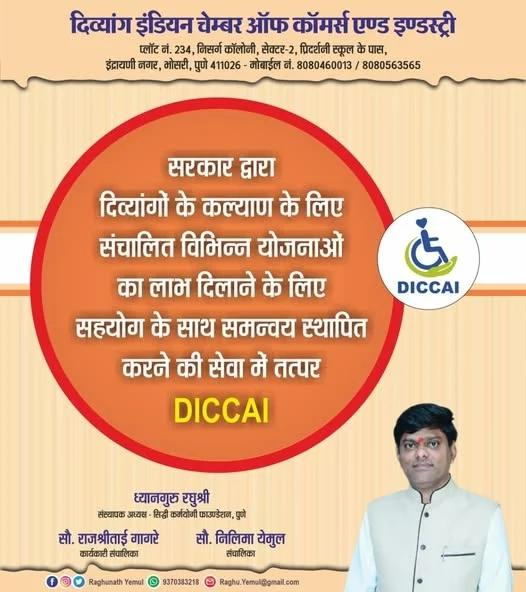 दिव्यांग इंडियन चेम्बर ऑफ कॉमर्स एण्ड इण्डस्ट्री
प्लॉट नं. 234, निसर्ग कॉलोनी, सेक्टर-2, प्रिदर्शनी स्कूल के पास,
इंद्रायणी नगर, भोसरी, पुणे 411026 - मोबाईल नं. 8080460013 / 8080563565
सरकार द्वारा
दिव्यांगों के कल्याण के लिए
संचालित विभिन्न योजनाओं
का लाभ दिलाने के लिए
सहयोग के साथ समन्वय स्थापित
करने की सेवा में तत्पर
DICCAI
DICCAI
ध्यानगुरु रघुश्री
संस्थापक अध्यक्ष - सिद्धी कर्मयोगी फाउण्डेशन, पुणे
सौ. राजश्रीताई गागरे
कार्यकारी संचालिका
सौ. निलिमा येमुल
संचालिका
Raghunath Yemul 9370383218 Raghu.Yemul@gmail.com